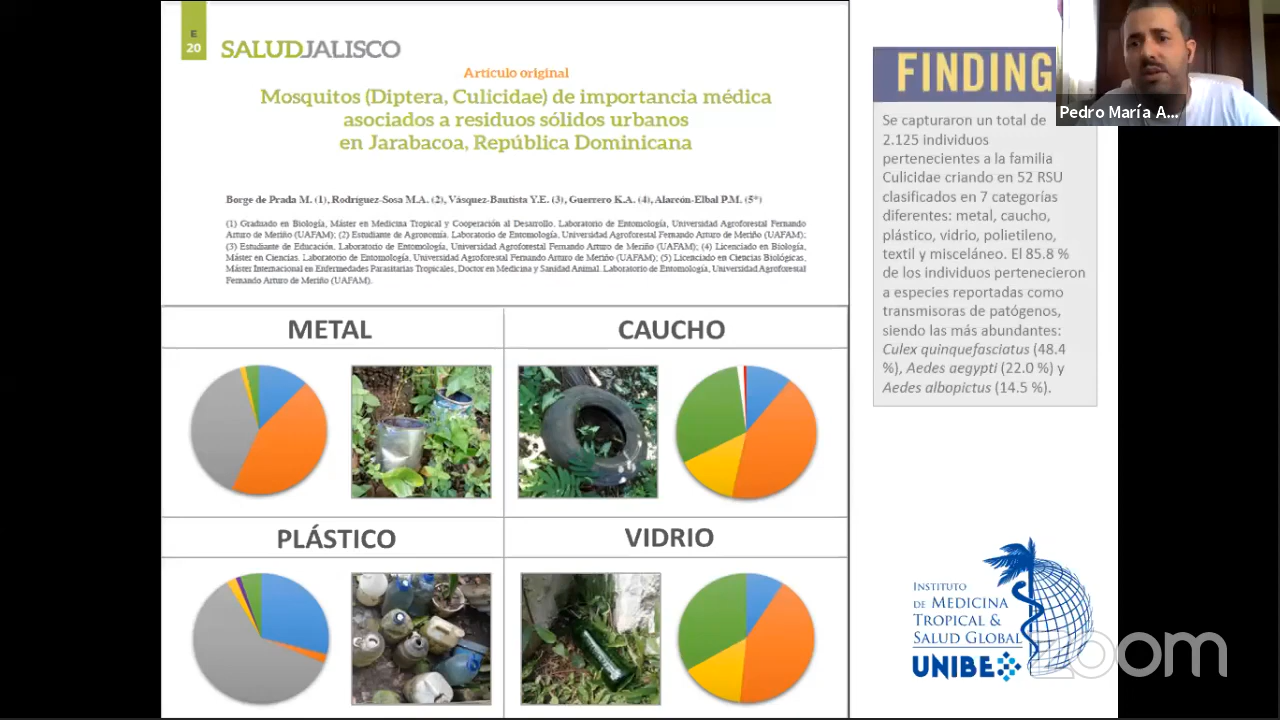 E
20
SALUDJALISCO
Artículo original
Mosquitos (Diptera, Culicidae) de importancia médica
asociados a residuos sólidos urbanos
en Jarabacoa, República Dominicana
Borge de Prada M. (1), Rodríguez-Sosa M.A. (2), Vásquez-Bautista Y.E. (3), Guerrero K.A. (4), Alarcón-Elbal P.M. (5*)
(1) Graduado en Biología, Máster en Medicina Tropical y Cooperación al Desarrollo. Laboratorio de Entomología, Universidad Agroforestal Fernando
Arturo de Meriño (UAFAM); (2) Estudiante de Agronomía. Laboratorio de Entomología, Universidad Agroforestal Fernando Arturo de Meriño (UAFAM);
(3) Estudiante de Educación. Laboratorio de Entomología, Universidad Agroforestal Fernando Arturo de Meriño (UAFAM); (4) Licenciado en Biología,
Máster en Ciencias. Laboratorio de Entomología, Universidad Agroforestal Fernando Arturo de Meriño (UAFAM); (5) Licenciado en Ciencias Biológicas,
Máster Internacional en Enfermedades Parasitarias Tropicales, Doctor en Medicina y Sanidad Animal. Laboratorio de Entomología, Universidad Agroforestal
Fernando Arturo de Meriño (UAFAM).
METAL
CAUCHO
PLÁSTICO
VIDRIO
FINDING
Pedro María A...
Se capturaron un total de
2.125 individuos
pertenecientes a la familia
Culicidae criando en 52 RSU
clasificados en 7 categorías
diferentes: metal, caucho,
plástico, vidrio, polietileno,
textil y misceláneo. El 85.8 %
de los individuos pertenecieron
a especies reportadas como
transmisoras de patógenos,
siendo las más abundantes:
Culex quinquefasciatus (48.4
%), Aedes aegypti (22.0 %) y
Aedes albopictus (14.5 %).
INSTITUTO
DE MEDICINA
TROPICAL &
SALUD GLOBAL
UNIBE
zoom